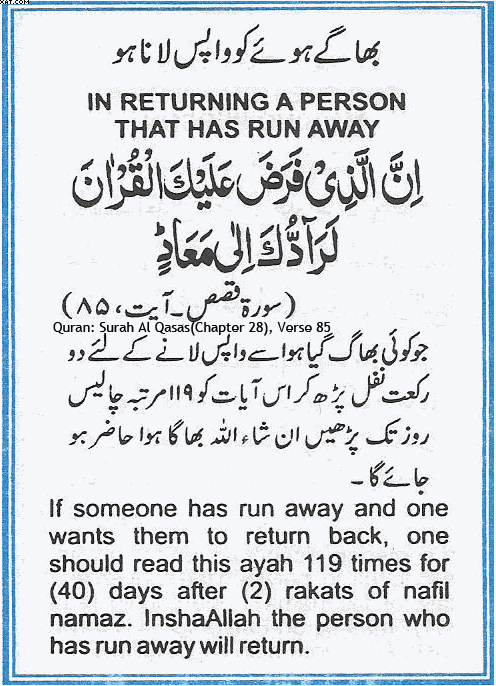 XAT.COM
بھاگے ہوئے کو واپس لانا ہو
IN RETURNING A PERSON
THAT HAS RUN AWAY
اِنَّ الَّذِىْ فَرَضَ عَلَيْكَ الْقُرْاٰنَ
لَرَآدُّكَ اِلٰى مَعَادٍ
(سورۃ قصص ۔ آیت، ۸۵)
Quran: Surah Al Qasas(Chapter 28), Verse 85
جو کوئی بھاگ گیا ہو اسے واپس لانے کے لئے دو
رکعت نفل پڑھ کر اس آیات کو ۱۱۹ مرتبہ چالیس
روز تک پڑھیں ان شاء اللہ بھاگا ہوا حاضر ہو
جائے گا ۔
If someone has run away and one
wants them to return back, one
should read this ayah 119 times for
(40) days after (2) rakats of nafil
namaz. InshaAllah the person who
has run away will return.